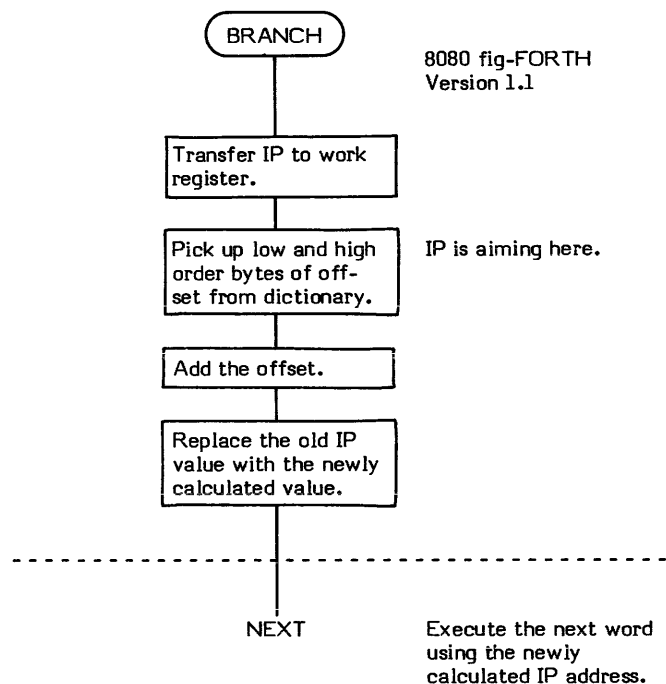 BRANCH
8080 fig-FORTH
Version 1.1
Transfer IP to work
register.
Pick up low and high
order bytes of off-
set from dictionary.
IP is aiming here.
Add the offset.
Replace the old IP
value with the newly
calculated value.
NEXT
Execute the next word
using the newly
calculated IP address.